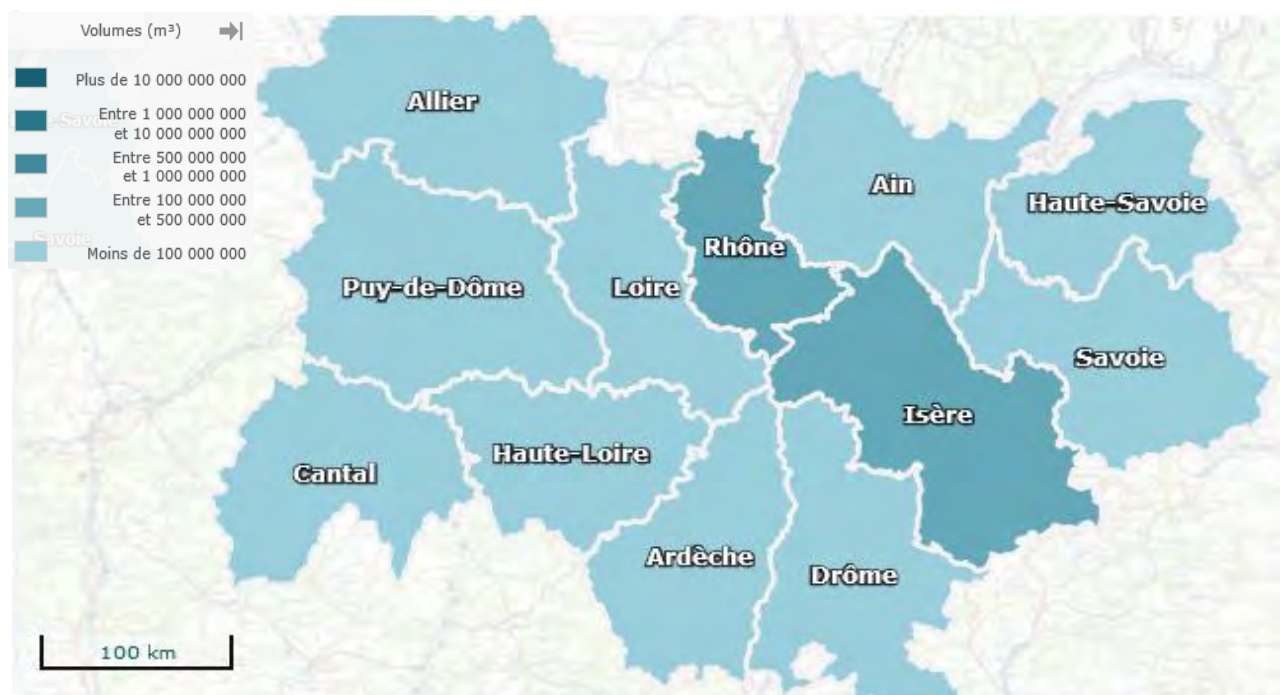 Volumes (m³)
Plus de 10 000 000 000
Entre 1 000 000 000
et 10 000 000 000
Entre 500 000 000
et 1 000 000 000
Entre 100 000 000
et 500 000 000
Moins de 100 000 000
-Savoie
Savoie
Allier
Ain
Haute-Savoie
Rhône
Puy-de-Dôme
Loire
Savoie
Isère
Haute-Loire
Cantal
Ardèche
Drôme
100 km